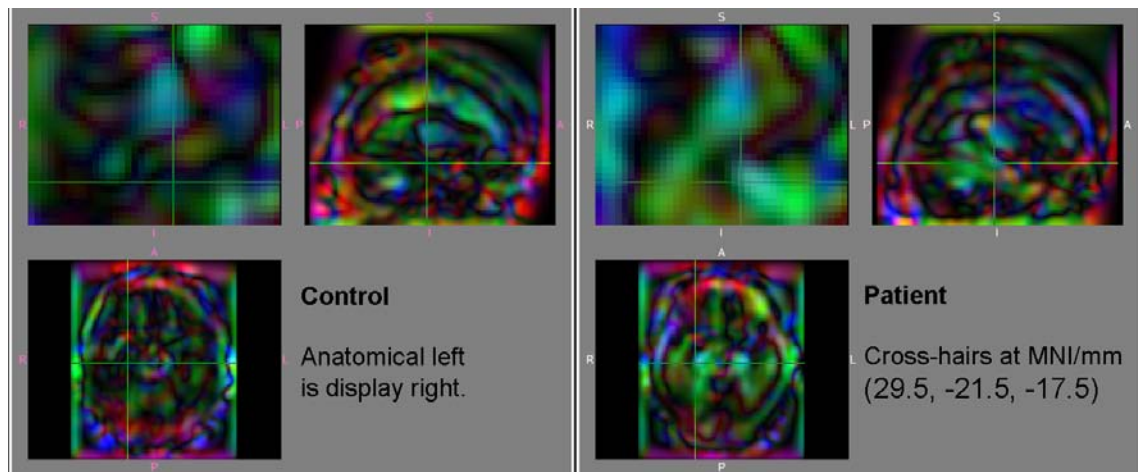 S
R
L
I
P
S
A
I
A
R
L
P
Control
Anatomical left
is display right.
S
R
L
I
P
S
A
I
A
R
L
P
Patient
Cross-hairs at MNI/mm
(29.5, -21.5, -17.5)